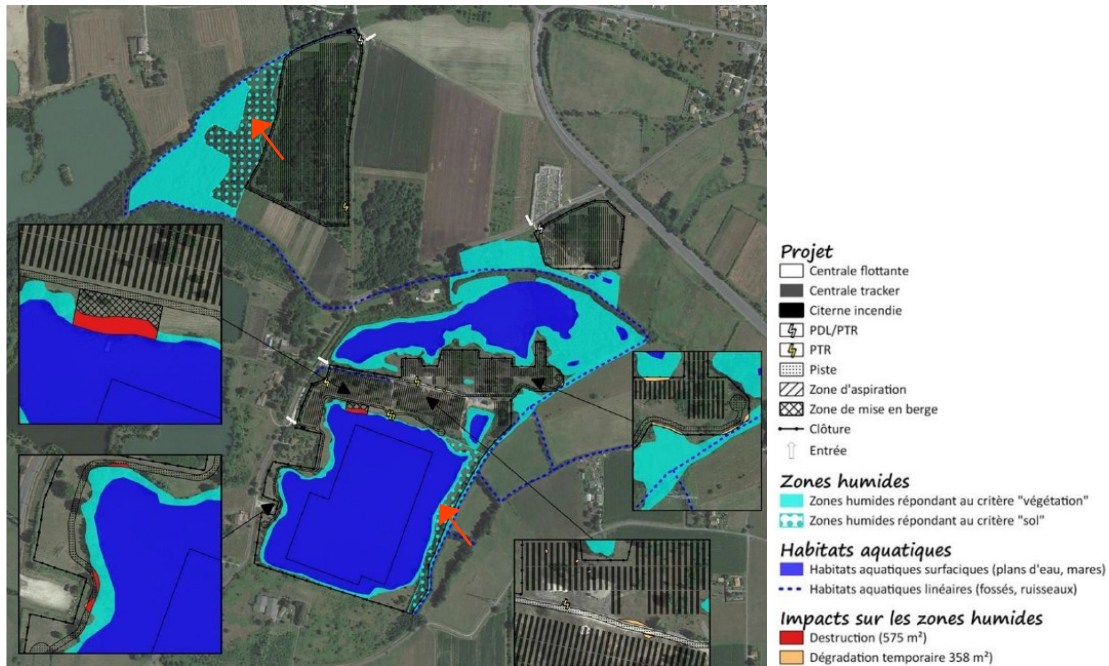 Projet
Centrale flottante
Centrale tracker
Citerne incendie
PDL/PTR
PTR
Piste
Zone d'aspiration
Zone de mise en berge
Clôture
Entrée
Zones humides
Zones humides répondant au critère "végétation"
Zones humides répondant au critère "sol"
Habitats aquatiques
Habitats aquatiques surfaciques (plans d'eau, mares)
Habitats aquatiques linéaires (fossés, ruisseaux)
Impacts sur les zones humides
Destruction (575 m²)
Dégradation temporaire 358 m²)